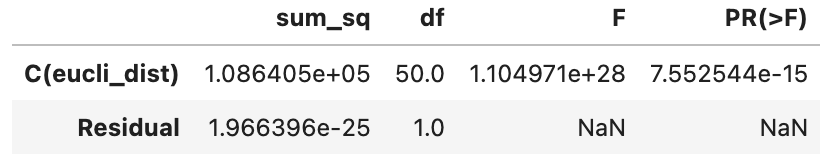 sum_sq df F PR(>F)
C(eucli_dist) 1.086405e+05 50.0 1.104971e+28 7.552544e-15
Residual 1.966396e-25 1.0 NaN NaN